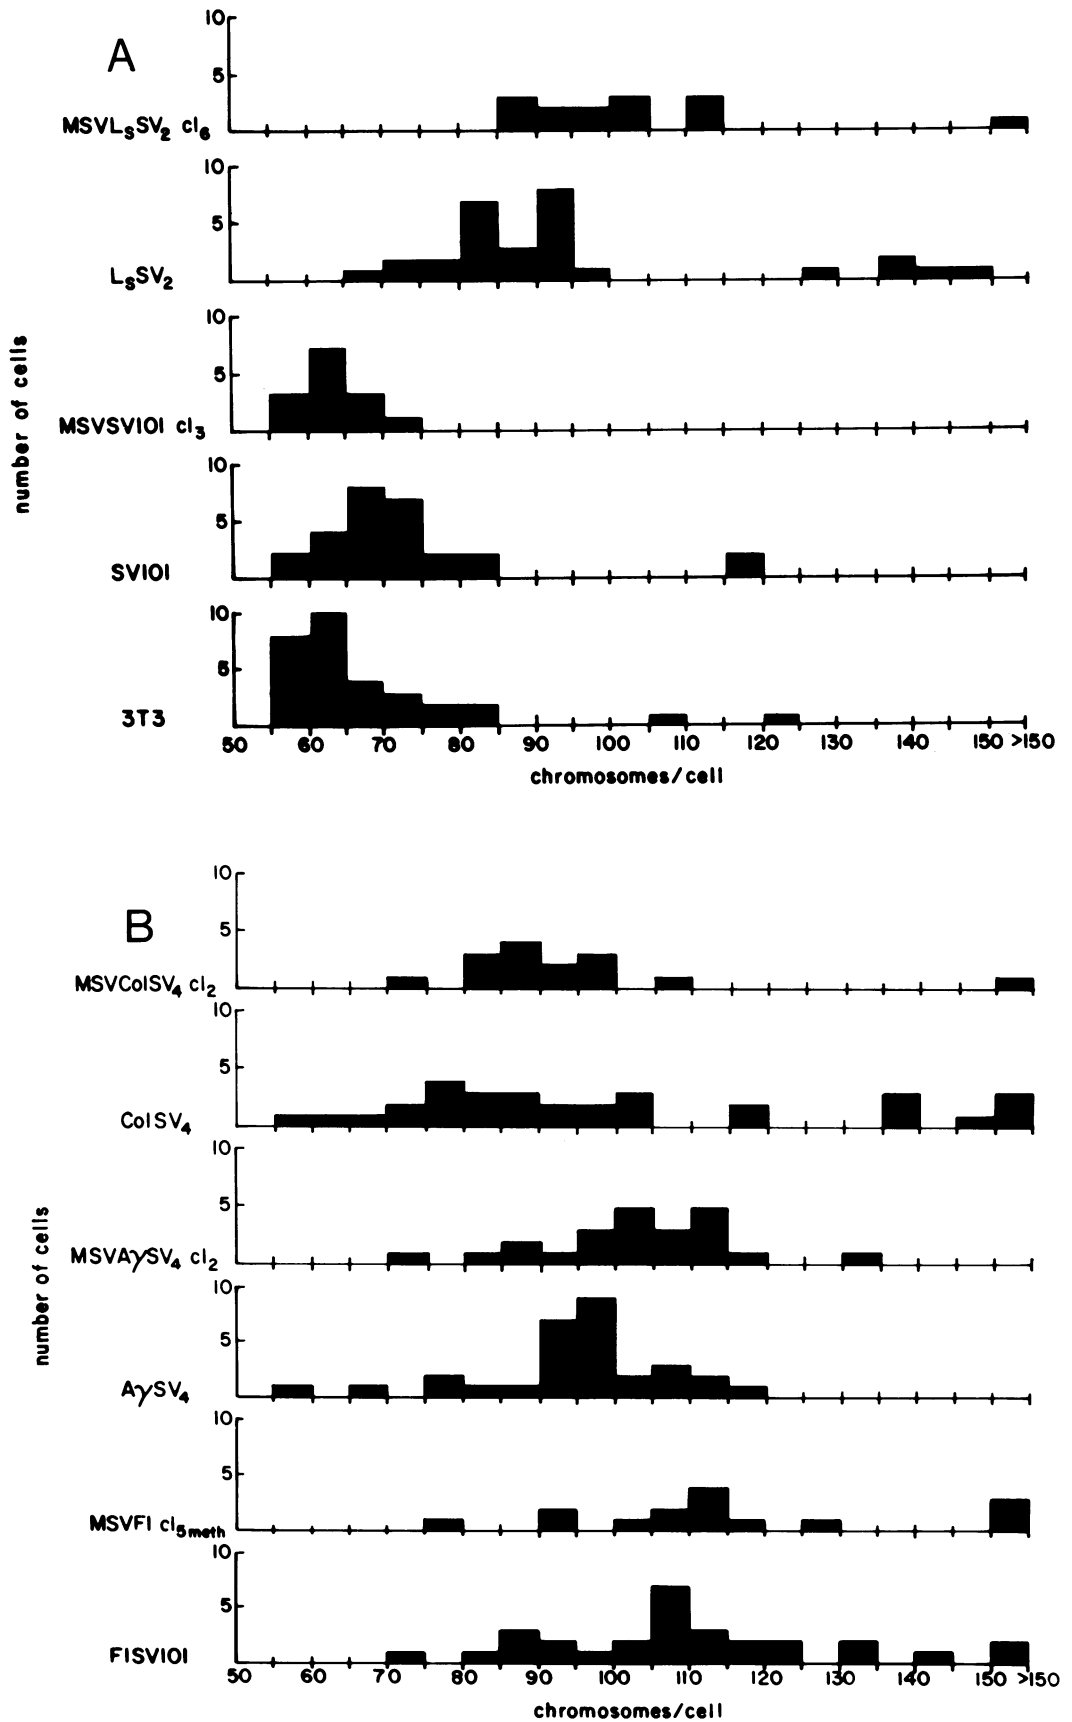 A
10
5
MSVLsSV2 cl6
10
5
LsSV2
10
5
MSVSV101 cl3
10
5
SV101
10
5
3T3
number of cells
50 60 70 80 90 100 110 120 130 140 150 >150
chromosomes/cell
B
10
5
MSVColSV4 cl2
10
5
ColSV4
10
5
MSVAγSV4 cl2
10
5
AγSV4
10
5
MSVFl cl5meth
10
5
FlSV101
number of cells
50 60 70 80 90 100 110 120 130 140 150 >150
chromosomes/cell